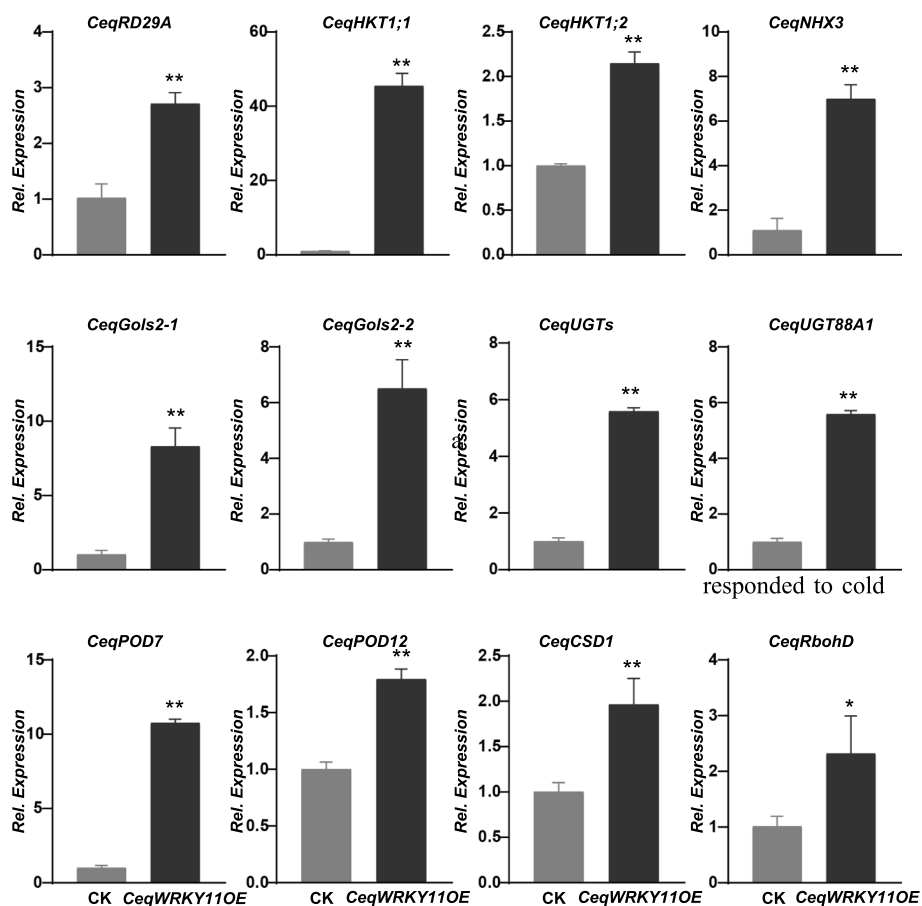 CeqRD29A CeqHKT1;1 CeqHKT1;2 CeqNHX3
4 60 2.5 10
** ** ** **
3 2.0 8
40
2 1.5 6
1.0 4
1 20
0.5 2
0 0 0.0 0
Rel. Expression Rel. Expression Rel. Expression Rel. Expression
CeqGols2-1 CeqGols2-2 CeqUGTs CeqUGT88A1
15 8 8 8
** ** ** **
10 6 6 6
4 4 4
5 2 2 2
0 0 0 0
Rel. Expression Rel. Expression Rel. Expression Rel. Expression
a
responded to cold
CeqPOD7 CeqPOD12 CeqCSD1 CeqRbohD
15 2.0 2.5 4
** ** ** *
10 1.5 2.0 3
1.0 1.5 2
5 0.5 1.0 1
0.5
0 0.0 0.0 0
Rel. Expression Rel. Expression Rel. Expression Rel. Expression
CK CeqWRKY11OE CK CeqWRKY11OE CK CeqWRKY11OE CK CeqWRKY11OE